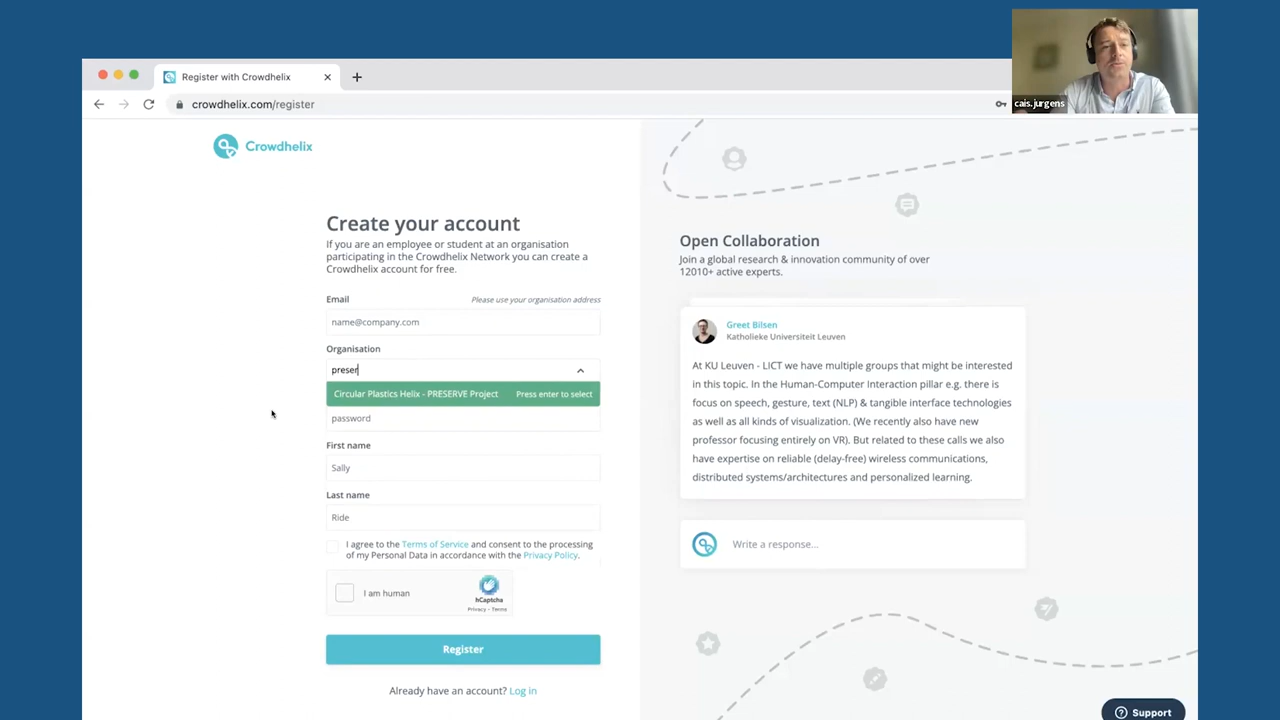 Register with Crowdhelix
crowdhelix.com/register
cais.jurgens
Crowdhelix
Create your account
If you are an employee or student at an organisation
participating in the Crowdhelix Network you can create a
Crowdhelix account for free.
Email
Please use your organisation address
name@company.com
Organisation
preser
Circular Plastics Helix - PRESERVE Project
Press enter to select
password
First name
Sally
Last name
Ride
I agree to the Terms of Service and consent to the processing
of my Personal Data in accordance with the Privacy Policy.
I am human
hCaptcha
Privacy - Terms
Register
Already have an account? Log in
Open Collaboration
Join a global research & innovation community of over
12010+ active experts.
Greet Bilsen
Katholieke Universiteit Leuven
At KU Leuven - LICT we have multiple groups that might be interested
in this topic. In the Human-Computer Interaction pillar e.g. there is
focus on speech, gesture, text (NLP) & tangible interface technologies
as well as all kinds of visualization. (We recently also have new
professor focusing entirely on VR). But related to these calls we also
have expertise on reliable (delay-free) wireless communications,
distributed systems/architectures and personalized learning.
Write a response...
Support